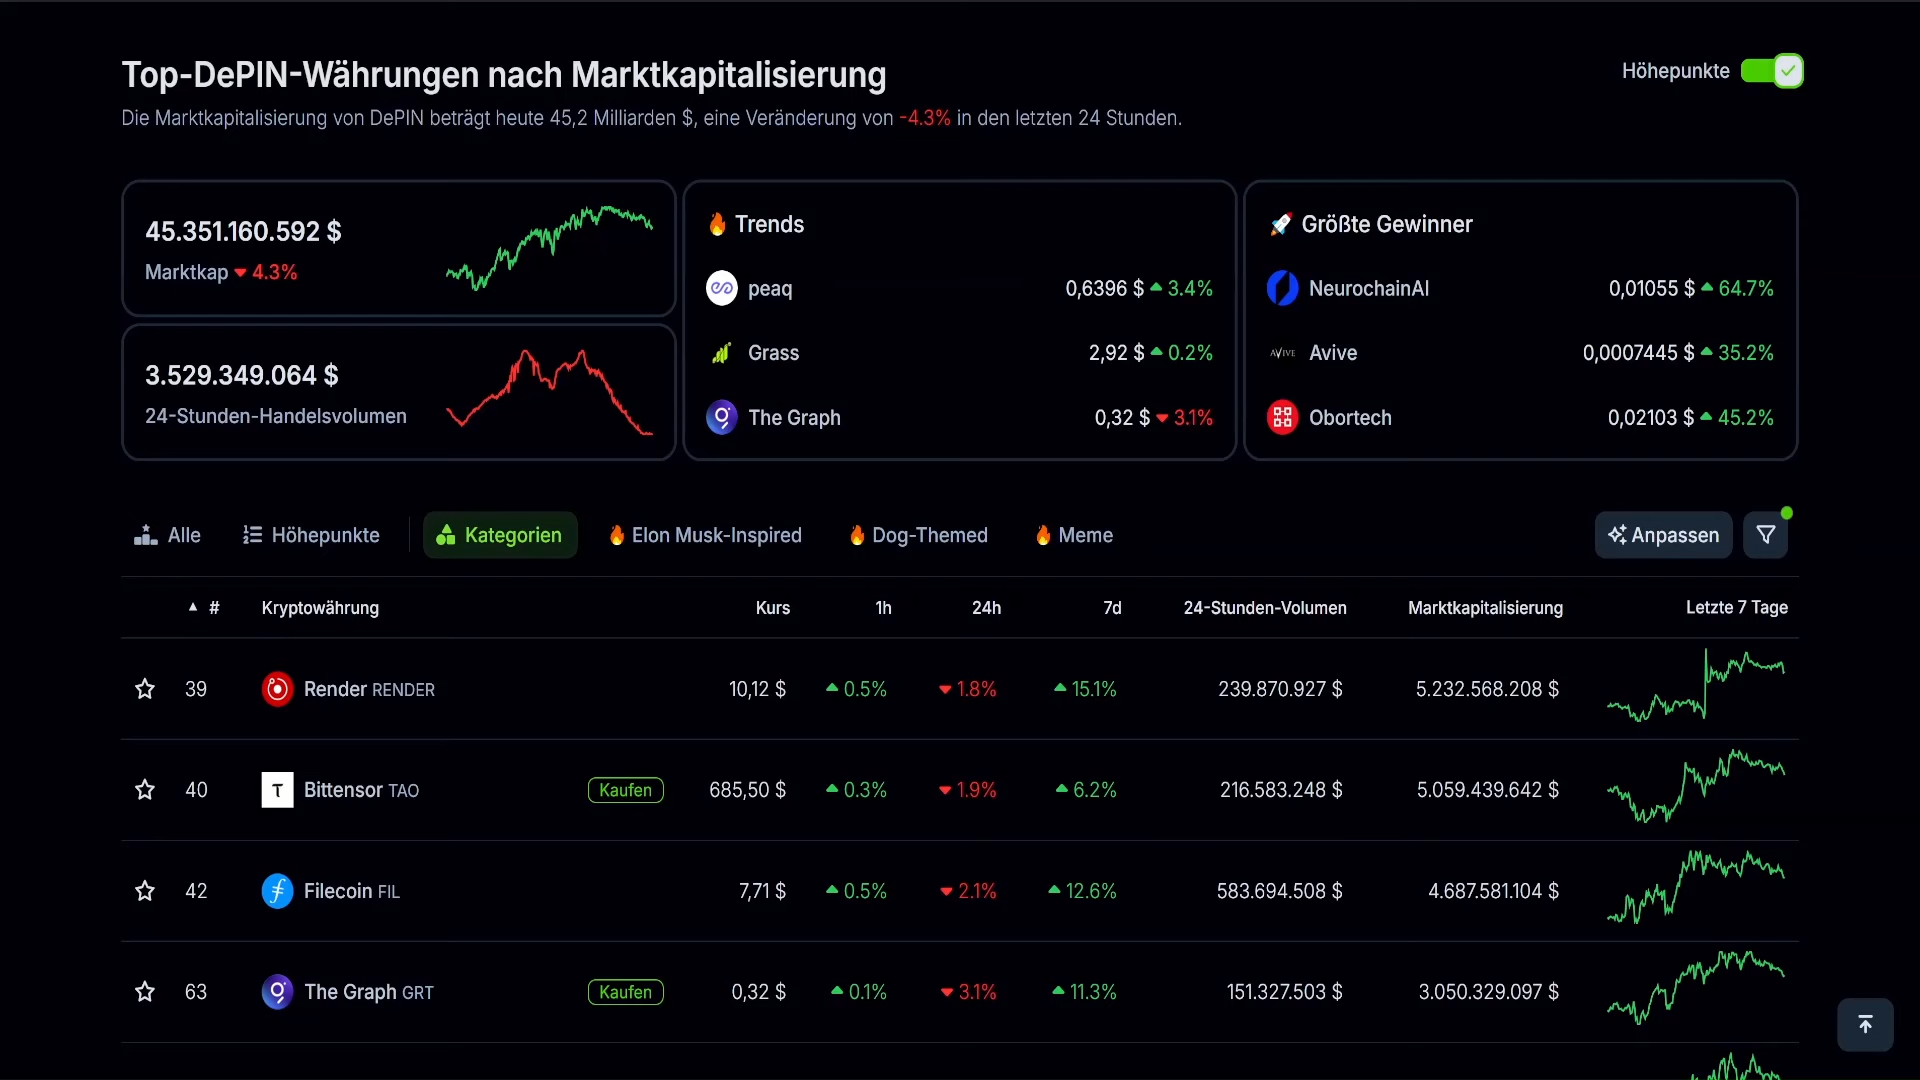 Top-DePIN-Währungen nach Marktkapitalisierung
Höhepunkte
Die Marktkapitalisierung von DePIN beträgt heute 45,2 Milliarden $, eine Veränderung von -4.3% in den letzten 24 Stunden.
45.351.160.592 $
Marktkap 4.3%
3.529.349.064 $
24-Stunden-Handelsvolumen
Trends
peaq 0,6396 $ 3.4%
Grass 2,92 $ 0.2%
The Graph 0,32 $ 3.1%
Größte Gewinner
NeurochainAI 0,01055 $ 64.7%
AVIVE Avive 0,0007445 $ 35.2%
Obortech 0,02103 $ 45.2%
Alle Höhepunkte Kategorien Elon Musk-Inspired Dog-Themed Meme Anpassen
# Kryptowährung Kurs 1h 24h 7d 24-Stunden-Volumen Marktkapitalisierung Letzte 7 Tage
39 Render RENDER 10,12 $ 0.5% 1.8% 15.1% 239.870.927 $ 5.232.568.208 $
40 T Bittensor TAO Kaufen 685,50 $ 0.3% 1.9% 6.2% 216.583.248 $ 5.059.439.642 $
42 Filecoin FIL 7,71 $ 0.5% 2.1% 12.6% 583.694.508 $ 4.687.581.104 $
63 The Graph GRT Kaufen 0,32 $ 0.1% 3.1% 11.3% 151.327.503 $ 3.050.329.097 $